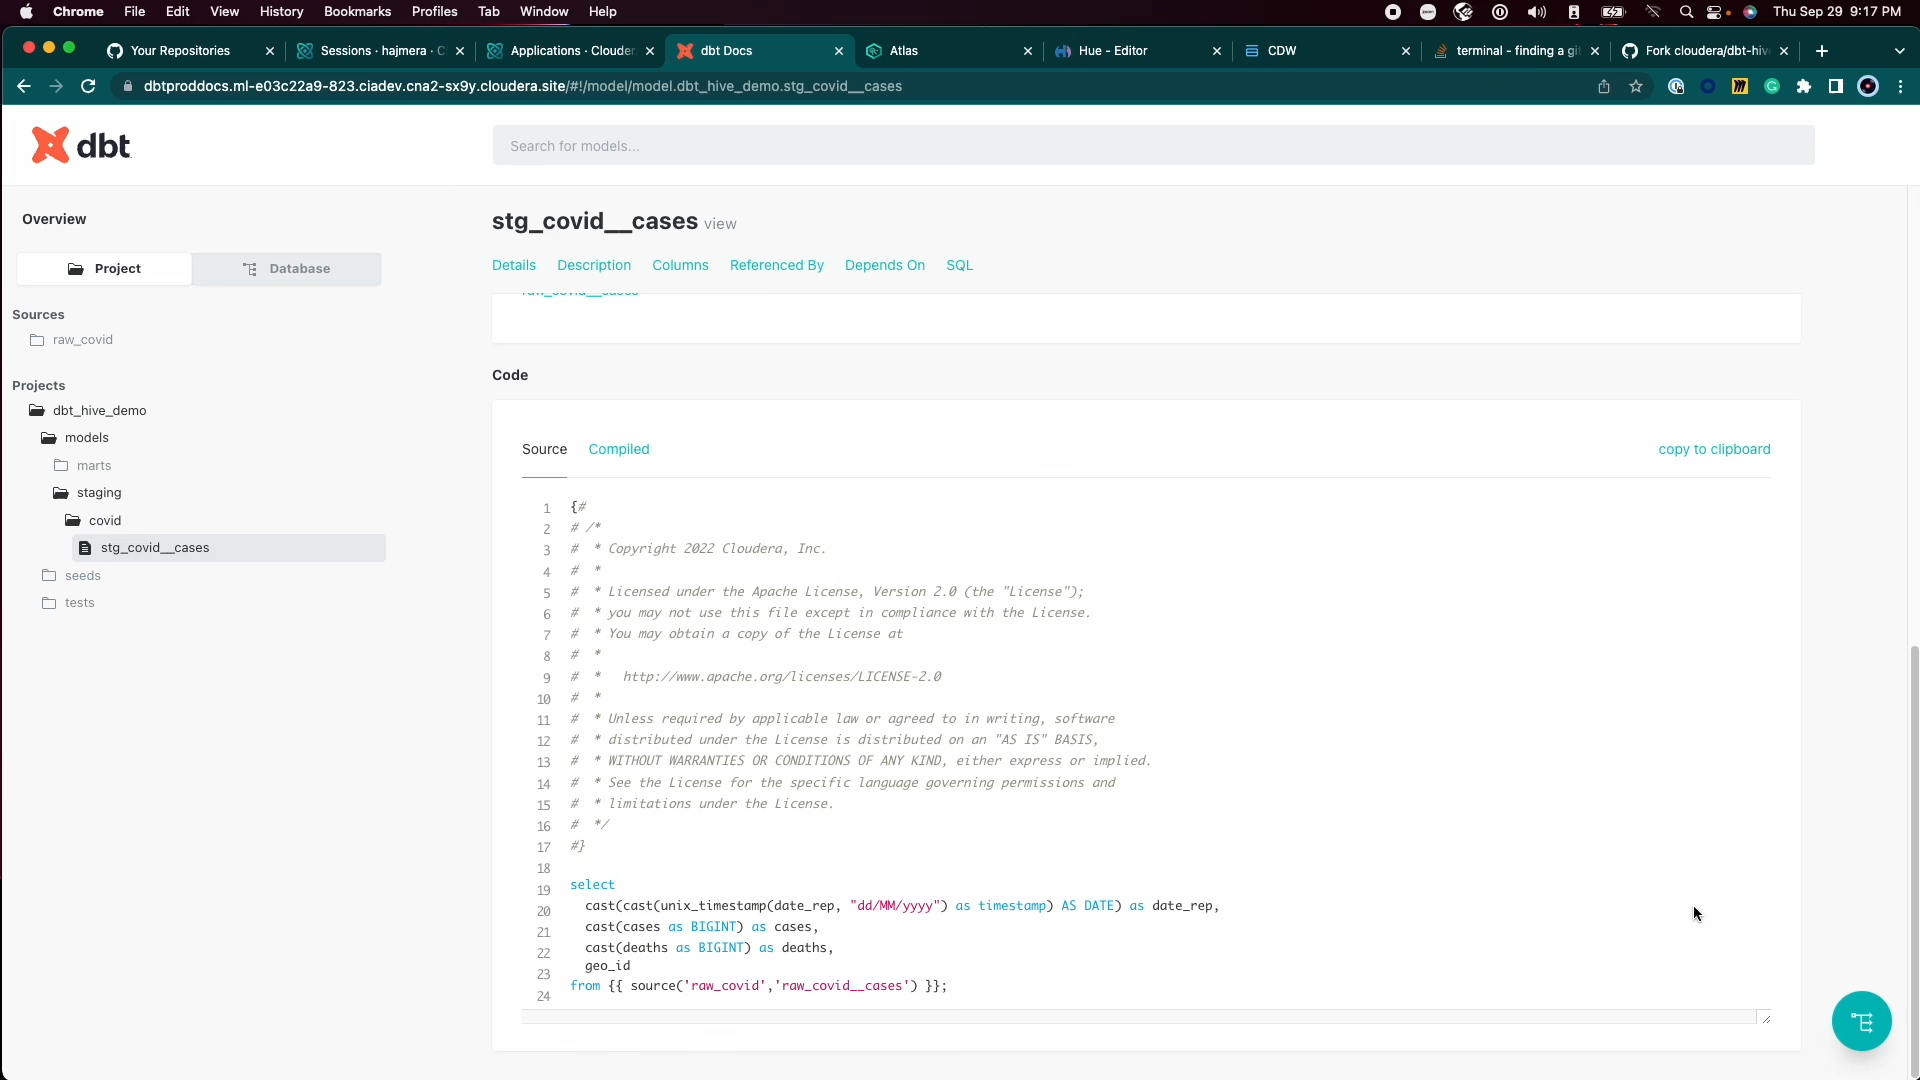 Chrome File Edit View History Bookmarks Profiles Tab Window Help Thu Sep 29 9:17 PM
Your Repositories Sessions · hajmera · C Applications · Clouder dbt Docs Atlas Hue - Editor CDW terminal - finding a git Fork cloudera/dbt-hiv
dbtproddocs.ml-e03c22a9-823.ciadev.cna2-sx9y.cloudera.site/#!/model/model.dbt_hive_demo.stg_covid__cases
dbt
Search for models...
Overview
Project Database
Sources
raw_covid
Projects
dbt_hive_demo
models
marts
staging
covid
stg_covid__cases
seeds
tests
stg_covid__cases view
Details Description Columns Referenced By Depends On SQL
raw_covid__cases
Code
Source Compiled copy to clipboard
1 {#
2 # /*
3 # * Copyright 2022 Cloudera, Inc.
4 # *
5 # * Licensed under the Apache License, Version 2.0 (the "License");
6 # * you may not use this file except in compliance with the License.
7 # * You may obtain a copy of the License at
8 # *
9 # * http://www.apache.org/licenses/LICENSE-2.0
10 # *
11 # * Unless required by applicable law or agreed to in writing, software
12 # * distributed under the License is distributed on an "AS IS" BASIS,
13 # * WITHOUT WARRANTIES OR CONDITIONS OF ANY KIND, either express or implied.
14 # * See the License for the specific language governing permissions and
15 # * limitations under the License.
16 # */
17 #}
18
19 select
20 cast(cast(unix_timestamp(date_rep, "dd/MM/yyyy") as timestamp) AS DATE) as date_rep,
21 cast(cases as BIGINT) as cases,
22 cast(deaths as BIGINT) as deaths,
23 geo_id
24 from {{ source('raw_covid','raw_covid__cases') }};